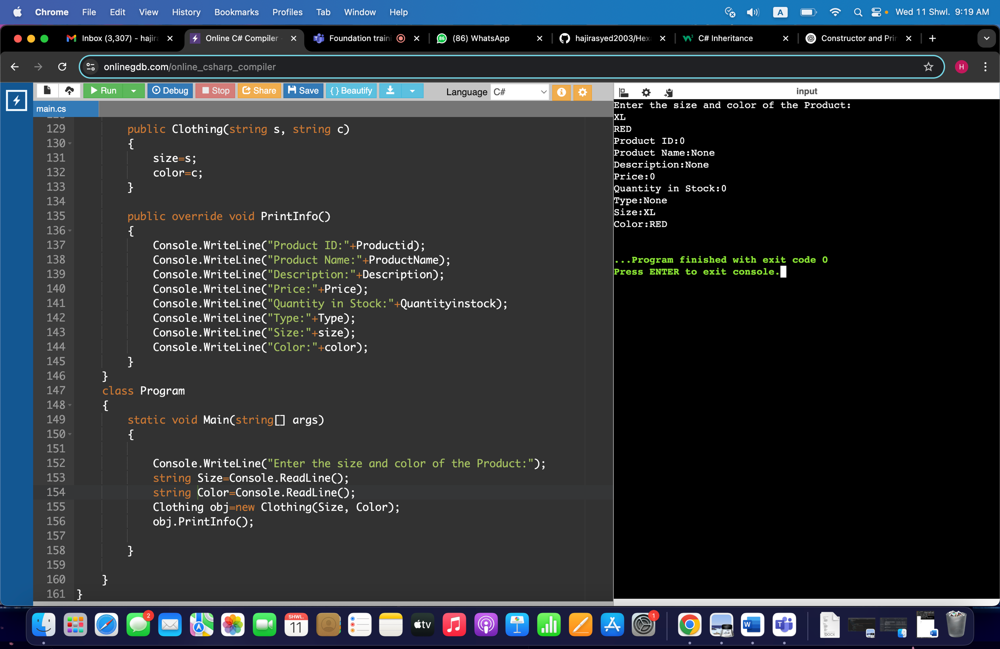 Chrome File Edit View History Bookmarks Profiles Tab Window Help A Wed 11 Shwl. 9:19 AM
Inbox (3,307) - hajira Online C# Compiler - Foundation traini 86 (86) WhatsApp hajirasyed2003/Hex C# Inheritance Constructor and Prin
onlinegdb.com/online_csharp_compiler H
Run Debug Stop Share Save { } Beautify Language C# i
main.cs
129 public Clothing(string s, string c)
130 {
131 size=s;
132 color=c;
133 }
134
135 public override void PrintInfo()
136 {
137 Console.WriteLine("Product ID:"+Productid);
138 Console.WriteLine("Product Name:"+ProductName);
139 Console.WriteLine("Description:"+Description);
140 Console.WriteLine("Price:"+Price);
141 Console.WriteLine("Quantity in Stock:"+Quantityinstock);
142 Console.WriteLine("Type:"+Type);
143 Console.WriteLine("Size:"+size);
144 Console.WriteLine("Color:"+color);
145 }
146 }
147 class Program
148 {
149 static void Main(string[] args)
150 {
151
152 Console.WriteLine("Enter the size and color of the Product:");
153 string Size=Console.ReadLine();
154 string Color=Console.ReadLine();
155 Clothing obj=new Clothing(Size, Color);
156 obj.PrintInfo();
157
158 }
159
160 }
161 }
input
Enter the size and color of the Product:
XL
RED
Product ID:0
Product Name:None
Description:None
Price:0
Quantity in Stock:0
Type:None
Size:XL
Color:RED
...Program finished with exit code 0
Press ENTER to exit console.
2 SHWL. 11 tv 1 W T DOCX